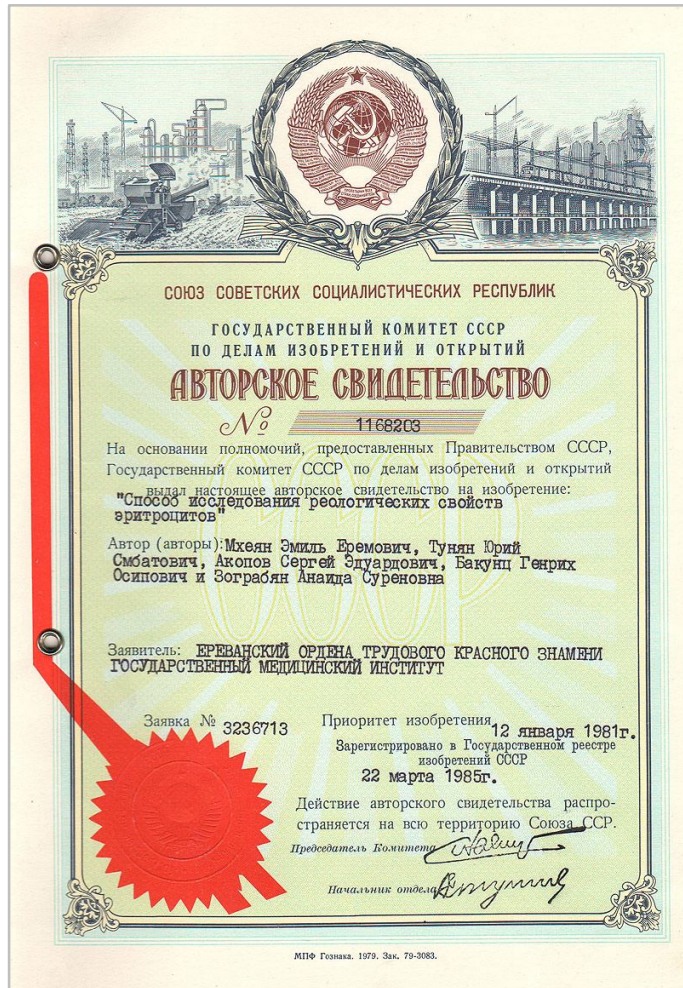 СОЮЗ СОВЕТСКИХ СОЦИАЛИСТИЧЕСКИХ РЕСПУБЛИК
ГОСУДАРСТВЕННЫЙ КОМИТЕТ СССР
ПО ДЕЛАМ ИЗОБРЕТЕНИЙ И ОТКРЫТИЙ
АВТОРСКОЕ СВИДЕТЕЛЬСТВО
№ 1168203
На основании полномочий, предоставленных Правительством СССР,
Государственный комитет СССР по делам изобретений и открытий
выдал настоящее авторское свидетельство на изобретение:
"Способ исследования реологических свойств
эритроцитов"
Автор (авторы): Мхеян Эмиль Еремович, Тунян Юрий
Смбатович, Акопов Сергей Эдуардович, Бакунц Генрих
Осипович и Зограбян Анаида Суреновна
Заявитель: ЕРЕВАНСКИЙ ОРДЕНА ТРУДОВОГО КРАСНОГО ЗНАМЕНИ
ГОСУДАРСТВЕННЫЙ МЕДИЦИНСКИЙ ИНСТИТУТ
Заявка № 3236713 Приоритет изобретения 12 января 1981г.
Зарегистрировано в Государственном реестре
изобретений СССР
22 марта 1985г.
Действие авторского свидетельства распро-
страняется на всю территорию Союза ССР.
Председатель Комитета
Начальник отдела
МПФ Гознака. 1979. Зак. 79-3083.
СССР